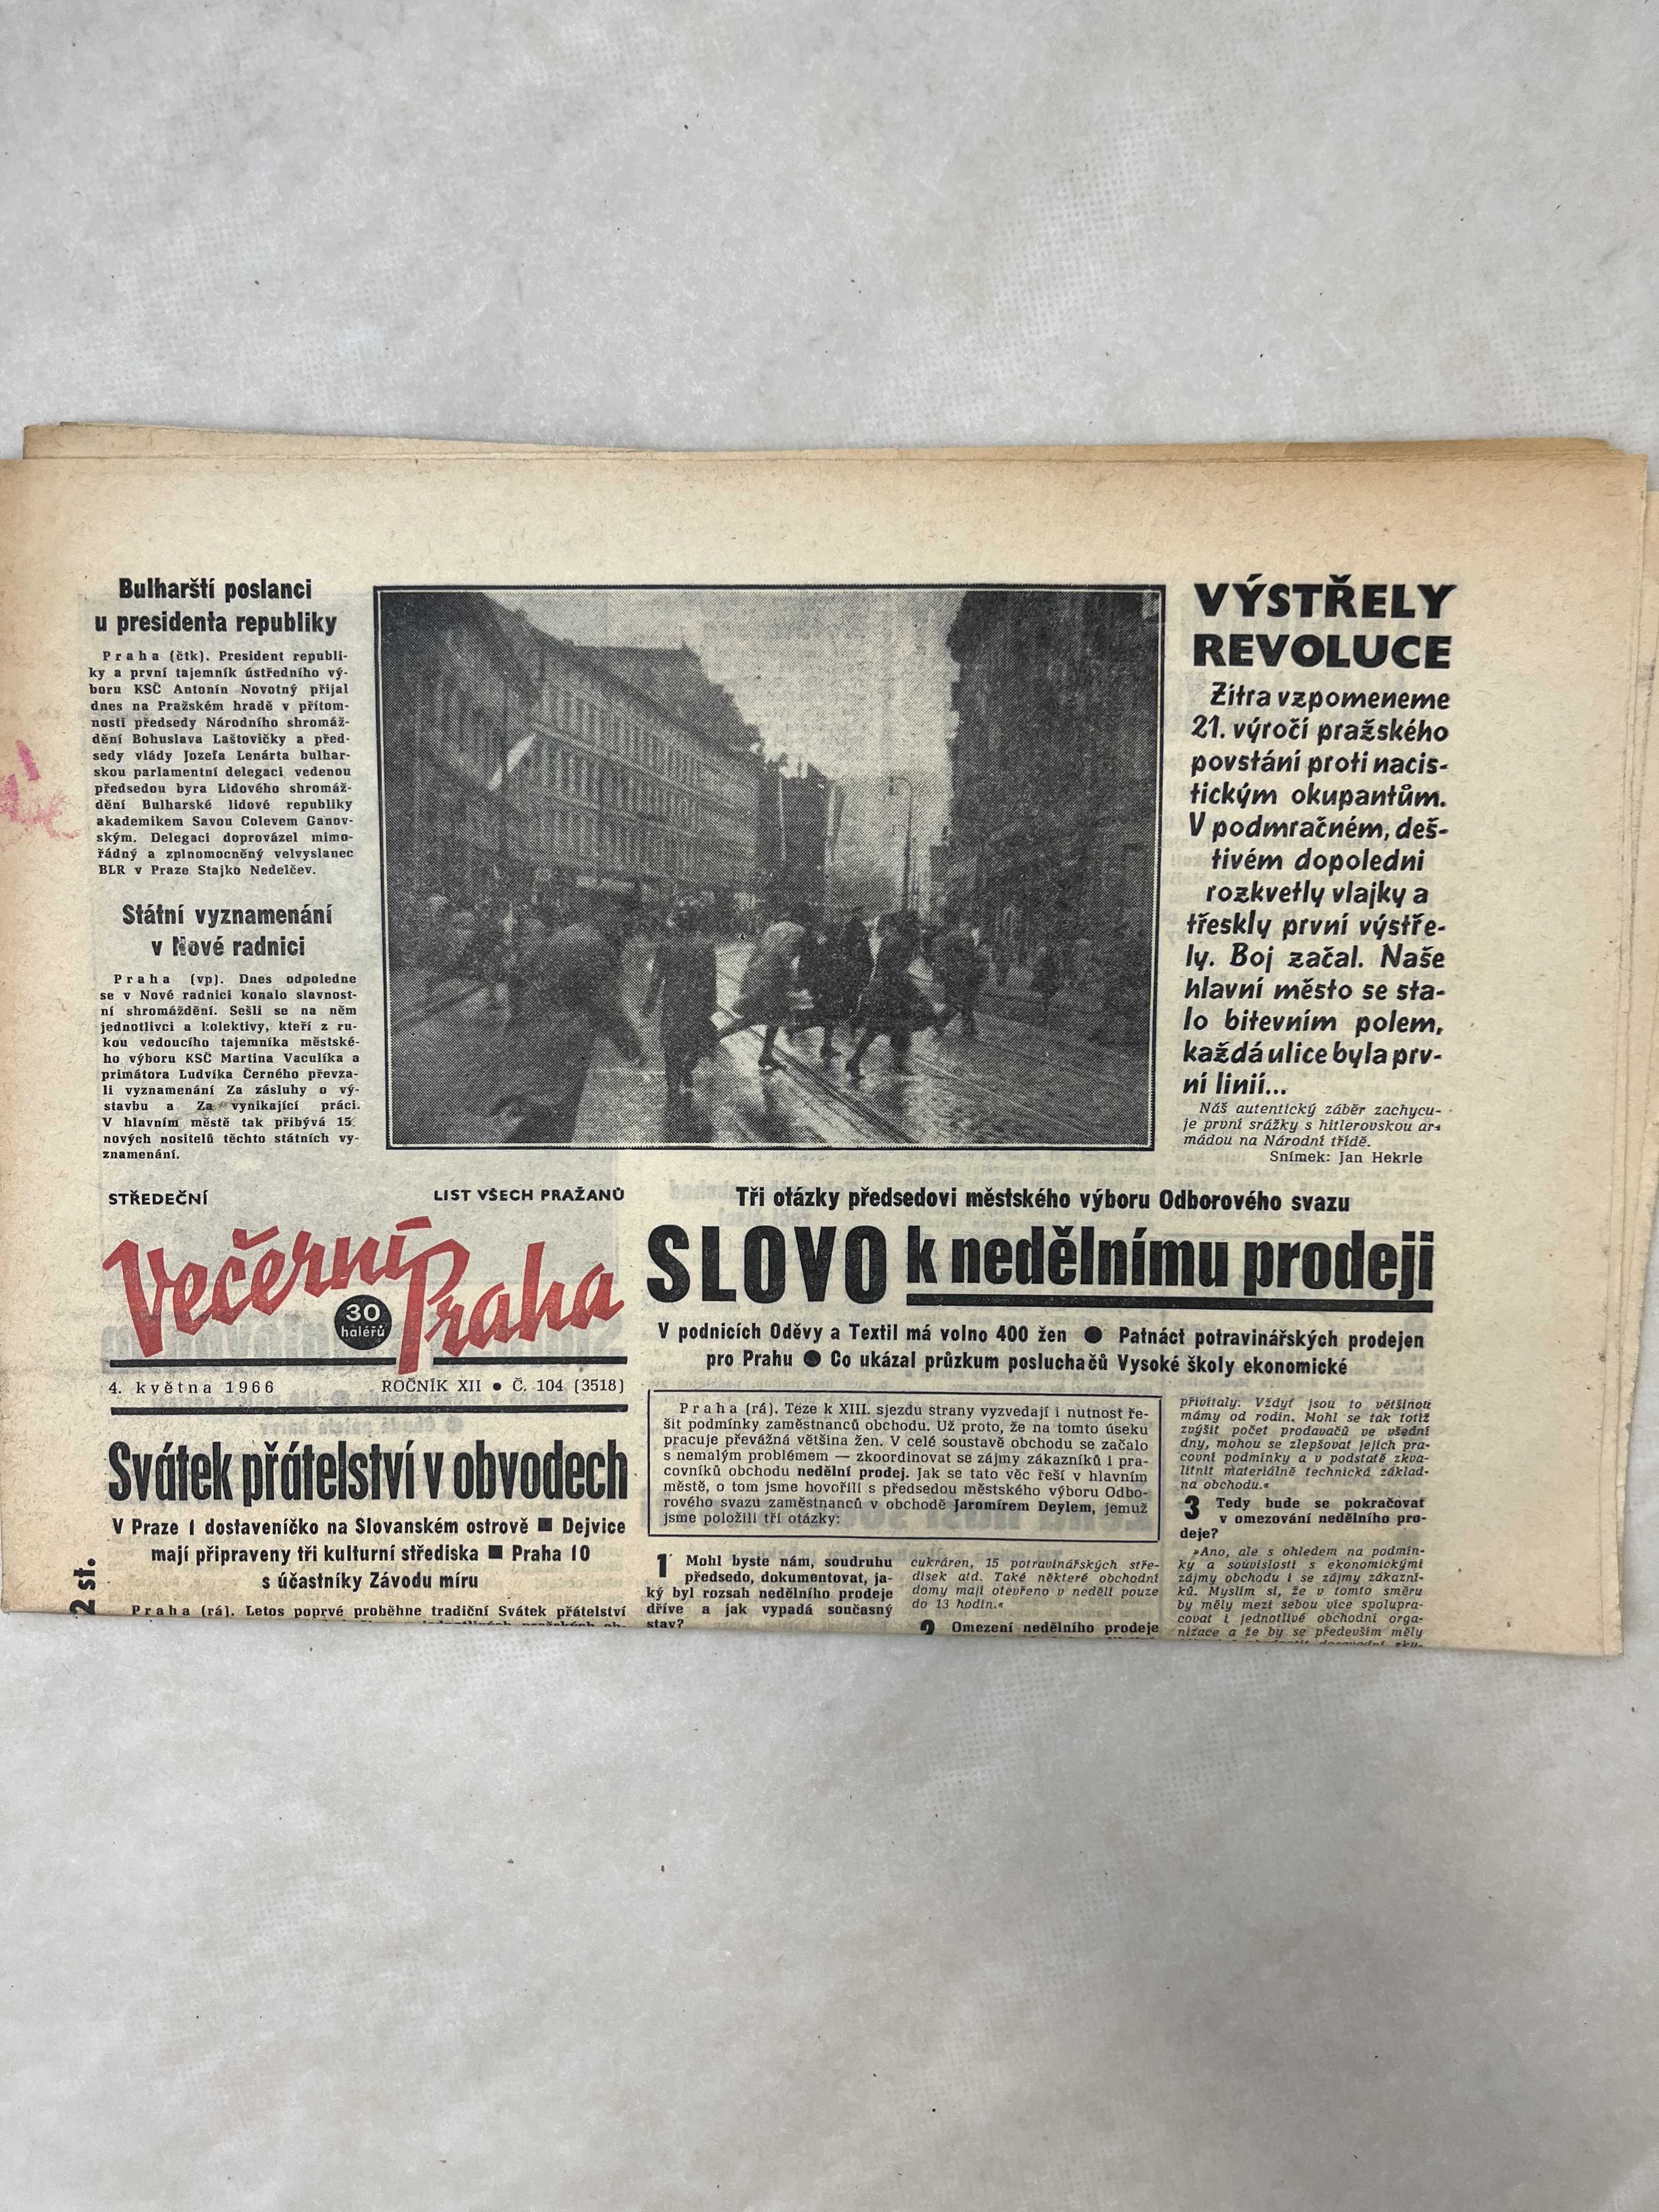 Bulharští poslanci
u presidenta republiky
Praha (čtk). President republi-
ky a první tajemník ústředního vý-
boru KSČ Antonín Novotný přijal
dnes na Pražském hradě v přítom-
nosti předsedy Národního shromáž-
dění Bohuslava Laštovičky a před-
sedy vlády Jozefa Lenárta bulhar-
skou parlamentní delegaci vedenou
předsedou byra Lidového shromáž-
dění Bulharské lidové republiky
akademikem Savou Colevem Ganov-
ským. Delegaci doprovázel mimo-
řádný a zplnomocněný velvyslanec
BLR v Praze Stajko Nedelčev.
Státní vyznamenání
v Nové radnici
Praha (vp). Dnes odpoledne
se v Nové radnici konalo slavnost-
ní shromáždění. Sešli se na něm
jednotlivci a kolektivy, kteří z ru-
kou vedoucího tajemníka městské-
ho výboru KSČ Martina Vaculíka a
primátora Ludvíka Černého převza-
li vyznamenání Za zásluhy o vý-
stavbu a Za vynikající práci.
V hlavním městě tak přibývá 15
nových nositelů těchto státních vy-
znamenání.
VÝSTŘELY
REVOLUCE
Zítra vzpomeneme
21. výročí pražského
povstání proti nacis-
tickým okupantům.
V podmračném, deš-
tivém dopoledni
rozkvetly vlajky a
třeskly první výstře-
ly. Boj začal. Naše
hlavní město se sta-
lo bitevním polem,
každá ulice byla prv-
ní linií...
Náš autentický záběr zachycu-
je první srážky s hitlerovskou ar-
mádou na Národní třídě.
Snímek: Jan Hekrle
STŘEDEČNÍ
LIST VŠECH PRAŽANŮ
Večerní Praha
30
haléřů
4. května 1966
ROČNÍK XII ● Č. 104 (3518)
Svátek přátelství v obvodech
V Praze 1 dostaveníčko na Slovanském ostrově ■ Dejvice
mají připraveny tři kulturní střediska ■ Praha 10
s účastníky Závodu míru
Praha (rá). Letos poprvé proběhne tradiční Svátek přátelství
2 st.
Tři otázky předsedovi městského výboru Odborového svazu
SLOVO k nedělnímu prodeji
V podnicích Oděvy a Textil má volno 400 žen ● Patnáct potravinářských prodejen
pro Prahu ● Co ukázal průzkum posluchačů Vysoké školy ekonomické
Praha (rá). Téze k XIII. sjezdu strany vyzvedají i nutnost ře-
šit podmínky zaměstnanců obchodu. Už proto, že na tomto úseku
pracuje převážná většina žen. V celé soustavě obchodu se začalo
s nemalým problémem — zkoordinovat se zájmy zákazníků i pra-
covníků obchodu nedělní prodej. Jak se tato věc řeší v hlavním
městě, o tom jsme hovořili s předsedou městského výboru Odbo-
rového svazu zaměstnanců v obchodě Jaromírem Deylem, jemuž
jsme položili tři otázky:
1 Mohl byste nám, soudruhu
předsedo, dokumentovat, ja-
ký byl rozsah nedělního prodeje
dříve a jak vypadá současný
stav?
cukráren, 15 potravinářských stře-
disek atd. Také některé obchodní
domy mají otevřeno v neděli pouze
do 13 hodin.«
2 Omezení nedělního prodeje
přivítaly. Vždyť jsou to většinou
mámy od rodin. Mohl se tak totiž
zvýšit počet prodavačů ve všední
dny, mohou se zlepšovat jejich pra-
covní podmínky a v podstatě zkva-
litnit materiálně technická základ-
na obchodu.«
3 Tedy bude se pokračovat
v omezování nedělního pro-
deje?
»Ano, ale s ohledem na podmín-
ky a souvislosti s ekonomickými
zájmy obchodu i se zájmy zákazní-
ků. Myslím si, že v tomto směru
by měly mezi sebou více spolupra-
covat i jednotlivé obchodní orga-
nizace a že by se především měly